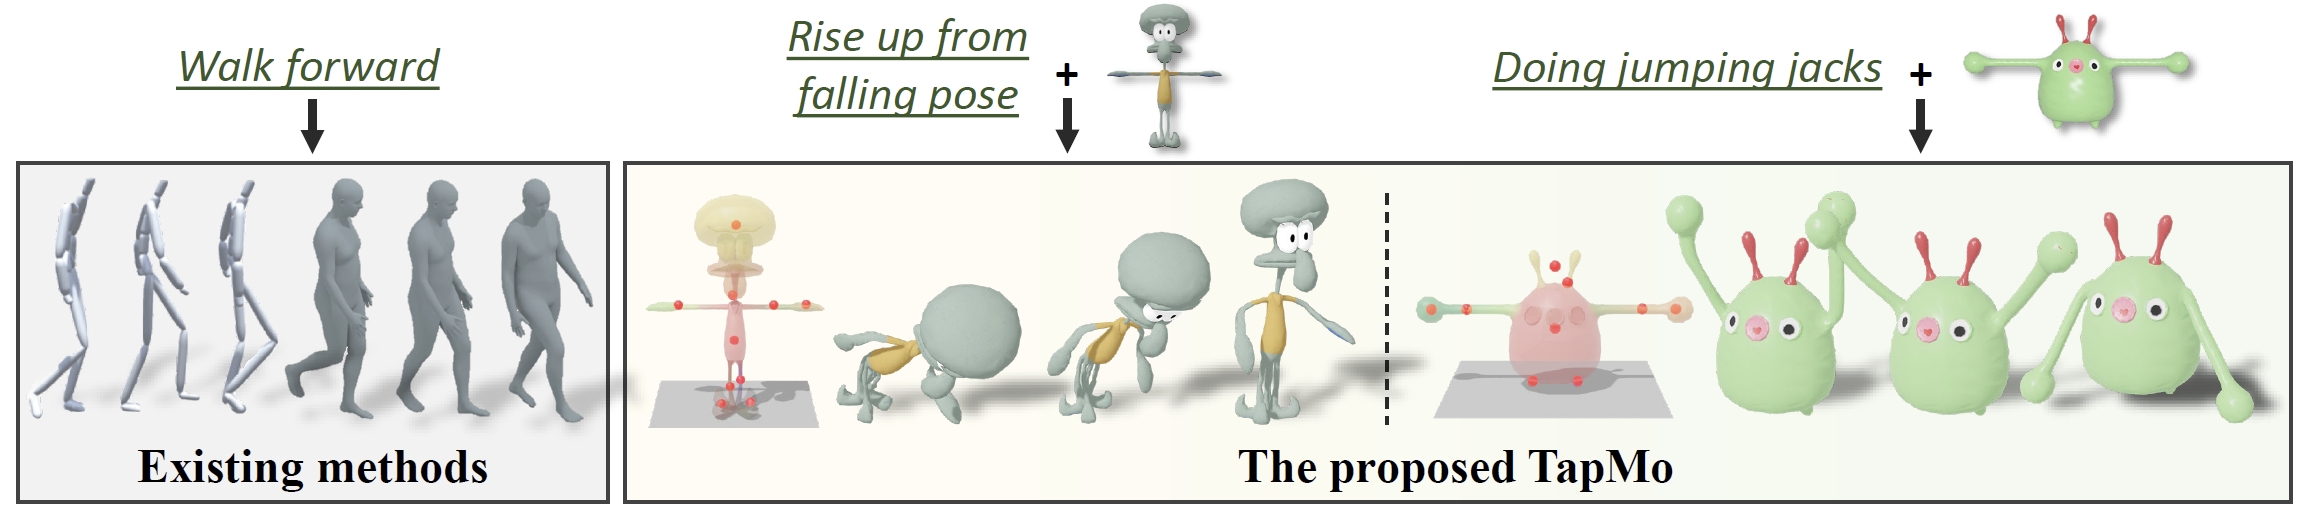 Walk forward
Rise up from
falling pose
+
Doing jumping jacks +
Existing methods
The proposed TapMo